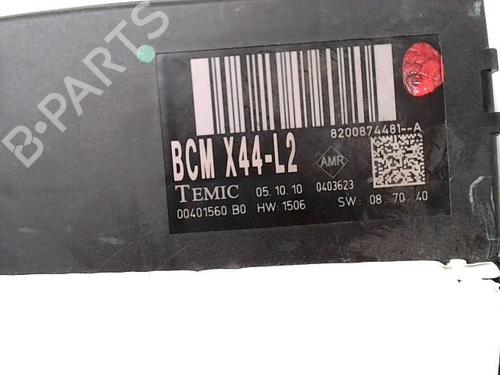 B-PARTS
8200874481--A
BCM X44-L2
AMR
TEMIC 05.10.10 0403623
00401560 B0 HW:1506 SW: 08 70 40